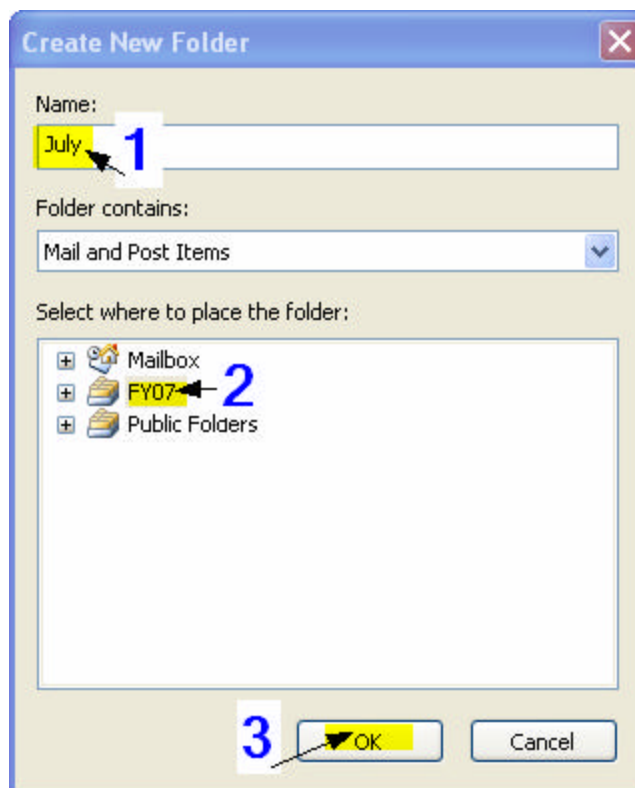 Create New Folder
Name:
July 1
Folder contains:
Mail and Post Items
Select where to place the folder:
Mailbox
FY07 2
Public Folders
3 OK Cancel